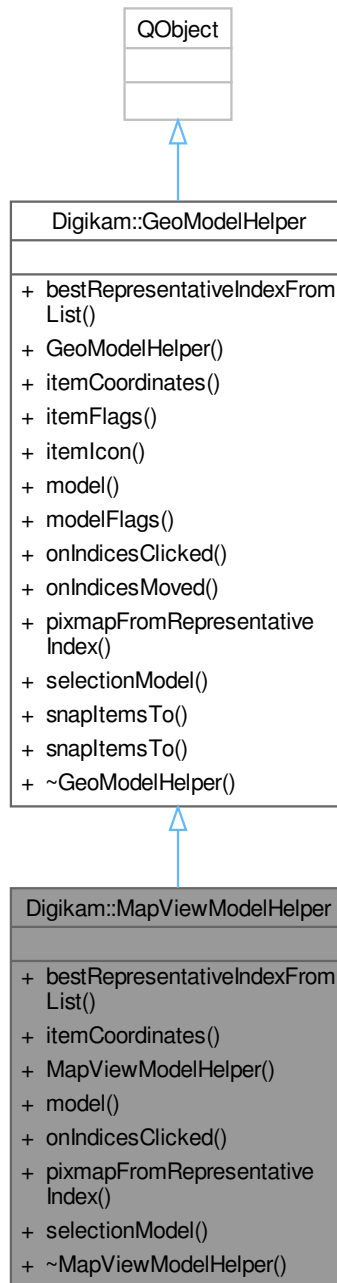 QObject
Digikam::GeoModelHelper
+ bestRepresentativeIndexFrom
List()
+ GeoModelHelper()
+ itemCoordinates()
+ itemFlags()
+ itemIcon()
+ model()
+ modelFlags()
+ onIndicesClicked()
+ onIndicesMoved()
+ pixmapFromRepresentative
Index()
+ selectionModel()
+ snapItemsTo()
+ snapItemsTo()
+ ~GeoModelHelper()
Digikam::MapViewModelHelper
+ bestRepresentativeIndexFrom
List()
+ itemCoordinates()
+ MapViewModelHelper()
+ model()
+ onIndicesClicked()
+ pixmapFromRepresentative
Index()
+ selectionModel()
+ ~MapViewModelHelper()